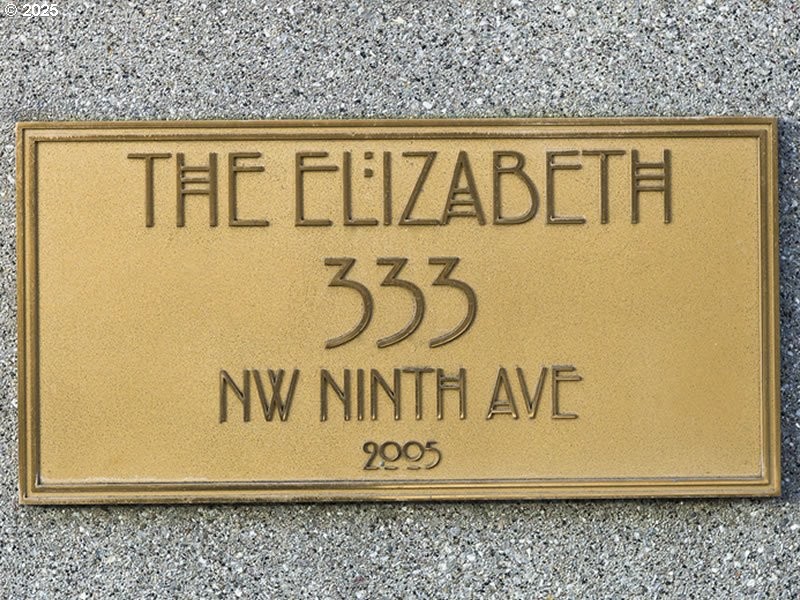 © 2025
THE ELIZABETH
333
NW NINTH AVE
2005